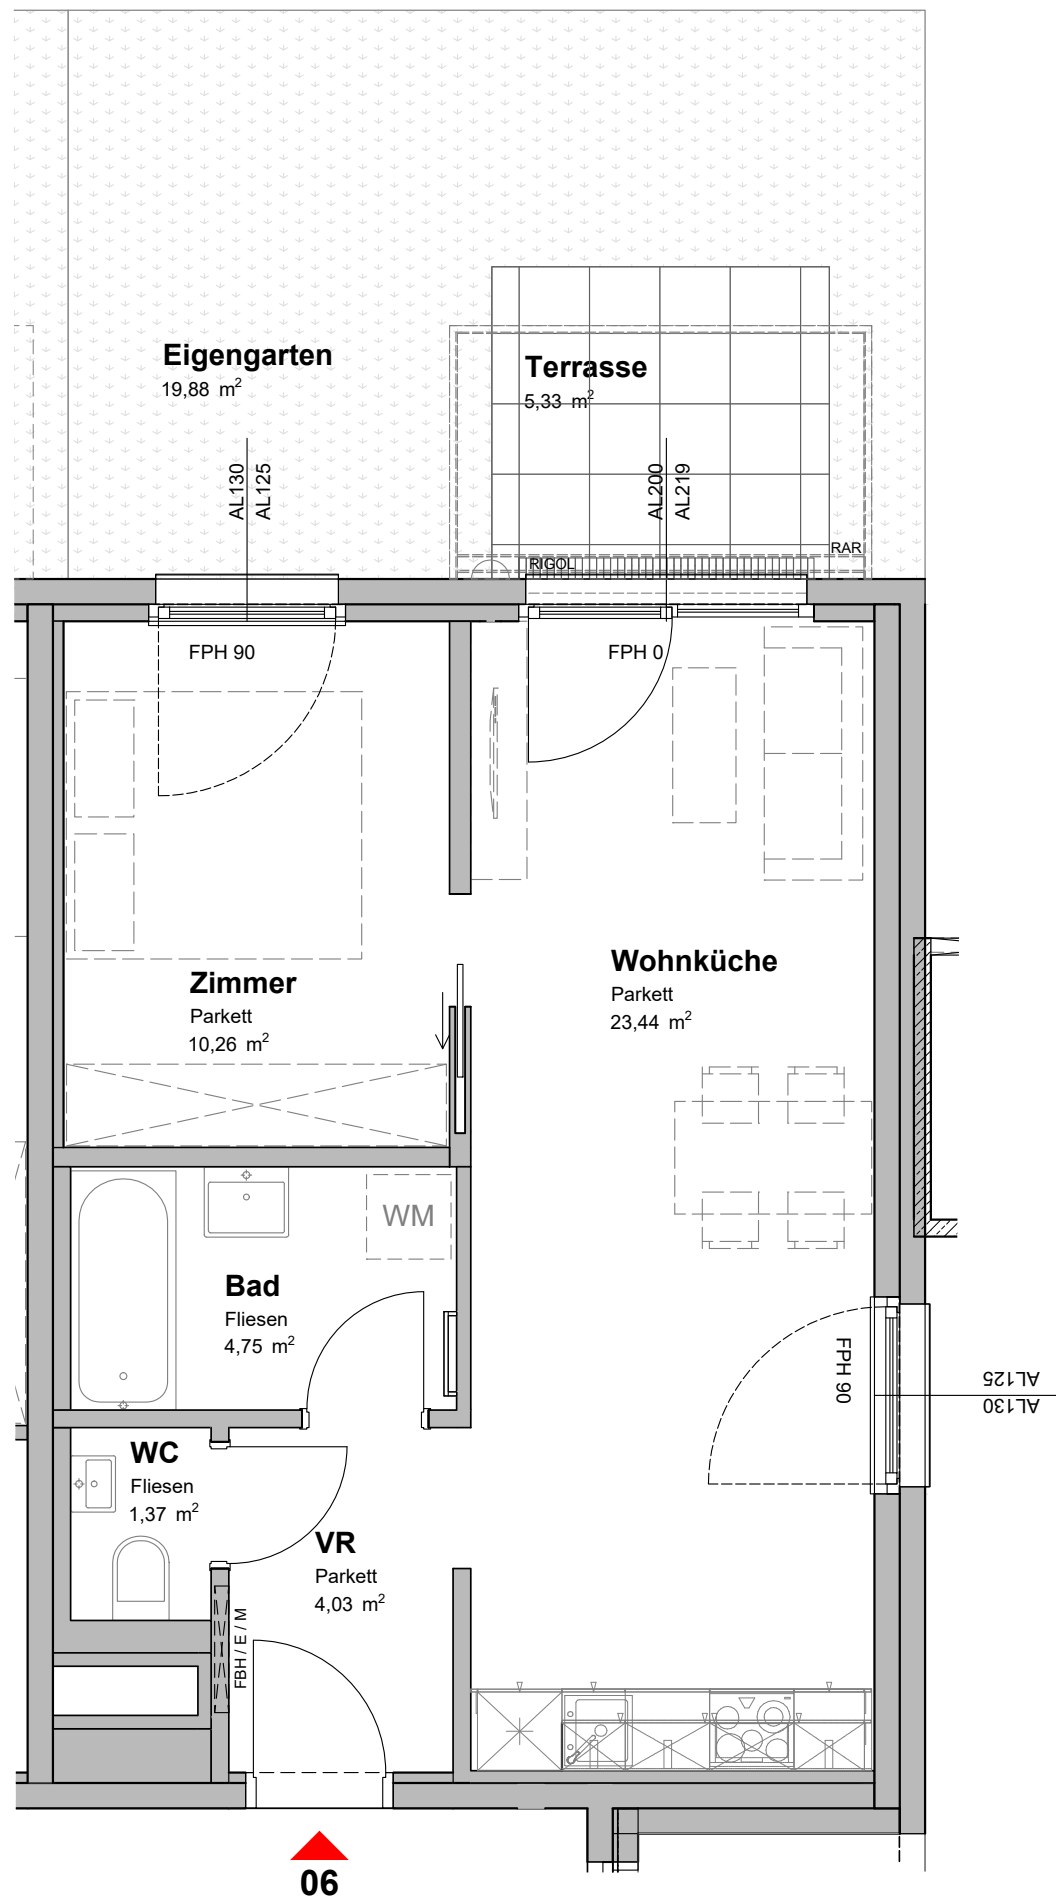 Eigengarten
19,88 m²
Terrasse
5,33 m²
AL130
AL125
AL200
AL219
RIGOL
RAR
FPH 90
FPH 0
Zimmer
Parkett
10,26 m²
Wohnküche
Parkett
23,44 m²
WM
Bad
Fliesen
4,75 m²
FPH 90
AL125
AL130
WC
Fliesen
1,37 m²
VR
Parkett
4,03 m²
FBH / E / M
06